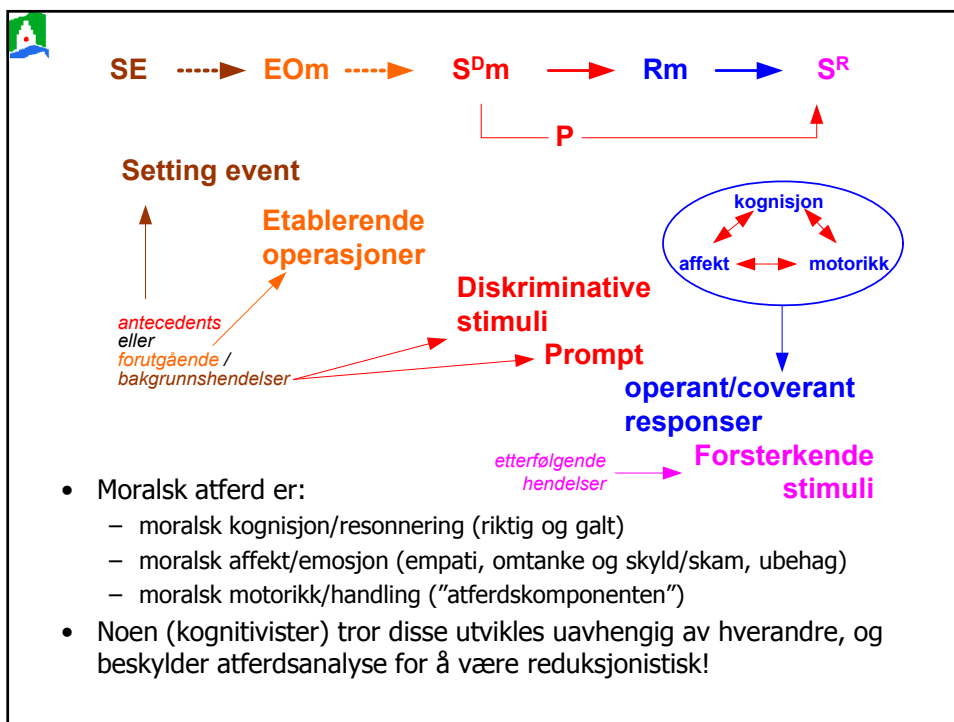 SE EOm Sᴰm Rm Sᴿ
P
Setting event
kognisjon
Etablerende
operasjoner
affekt motorikk
Diskriminative
stimuli
antecedents
eller
forutgående /
bakgrunnshendelser
Prompt
operant/coverant
responser
etterfølgende
hendelser
Forsterkende
stimuli
• Moralsk atferd er:
– moralsk kognisjon/resonnering (riktig og galt)
– moralsk affekt/emosjon (empati, omtanke og skyld/skam, ubehag)
– moralsk motorikk/handling (”atferdskomponenten”)
• Noen (kognitivister) tror disse utvikles uavhengig av hverandre, og
beskylder atferdsanalyse for å være reduksjonistisk!